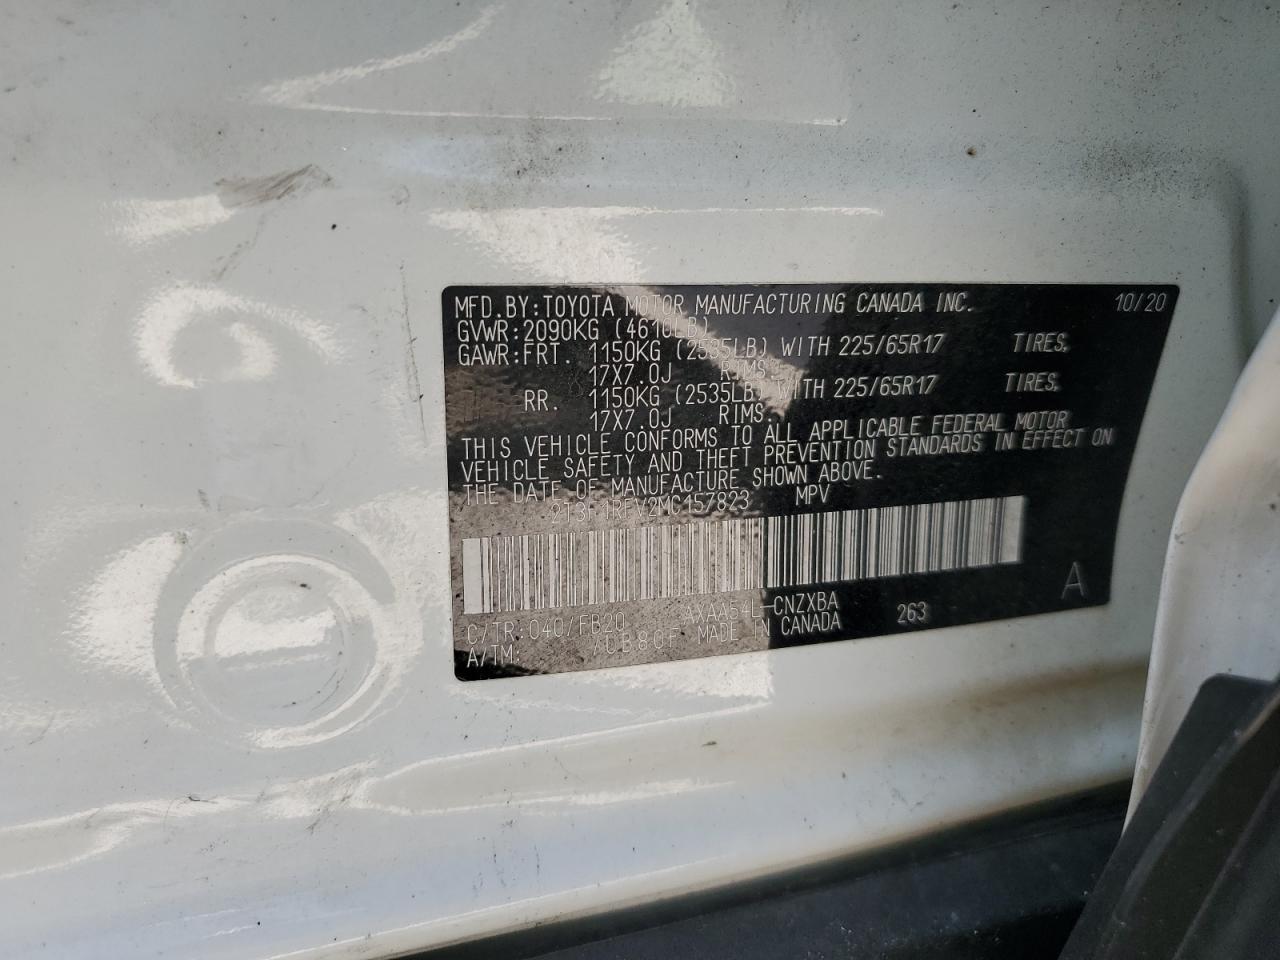 MFD.BY:TOYOTA MOTOR MANUFACTURING CANADA INC. 10/20
GVWR:2090KG (4610LB)
GAWR:FRT. 1150KG (2535LB) WITH 225/65R17 TIRES,
17X7.0J RIMS.
RR. 1150KG (2535LB) WITH 225/65R17 TIRES,
17X7.0J RIMS.
THIS VEHICLE CONFORMS TO ALL APPLICABLE FEDERAL MOTOR
VEHICLE SAFETY AND THEFT PREVENTION STANDARDS IN EFFECT ON
THE DATE OF MANUFACTURE SHOWN ABOVE.
MPV
C/TR:040/FB20 AXAA54L-CNZXBA 263 A
A/TM: MADE IN CANADA